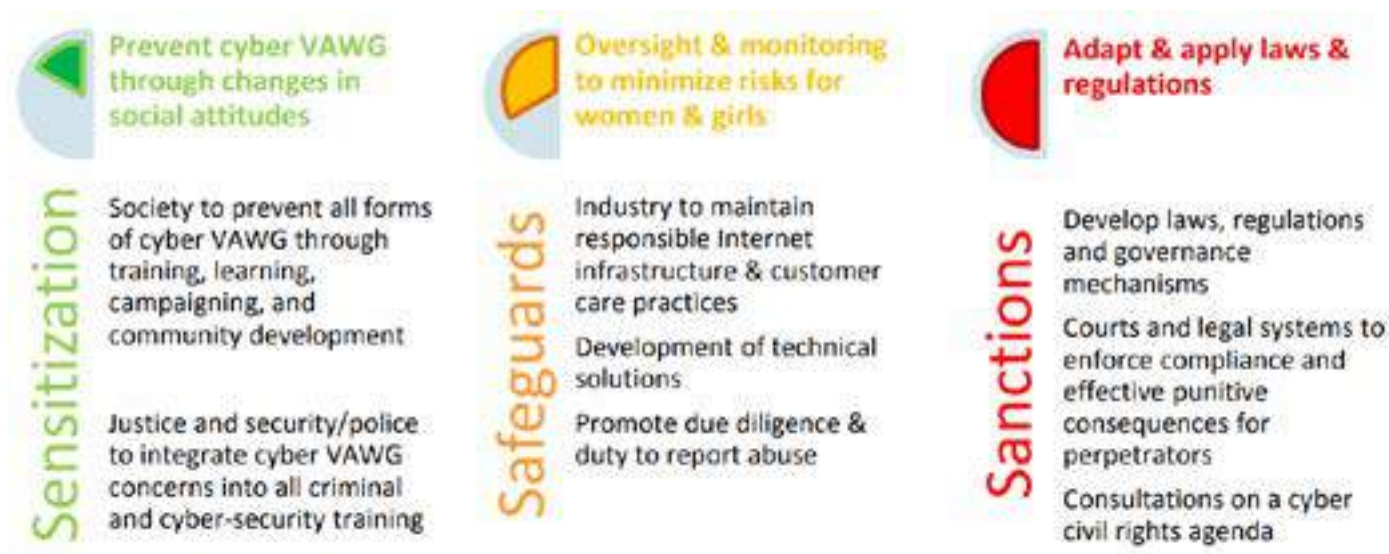 Prevent cyber VAWG
through changes in
social attitudes
Sensitization
Society to prevent all forms
of cyber VAWG through
training, learning,
campaigning, and
community development
Justice and security/police
to integrate cyber VAWG
concerns into all criminal
and cyber-security training
Oversight & monitoring
to minimize risks for
women & girls
Safeguards
Industry to maintain
responsible Internet
infrastructure & customer
care practices
Development of technical
solutions
Promote due diligence &
duty to report abuse
Adapt & apply laws &
regulations
Sanctions
Develop laws, regulations
and governance
mechanisms
Courts and legal systems to
enforce compliance and
effective punitive
consequences for
perpetrators
Consultations on a cyber
civil rights agenda